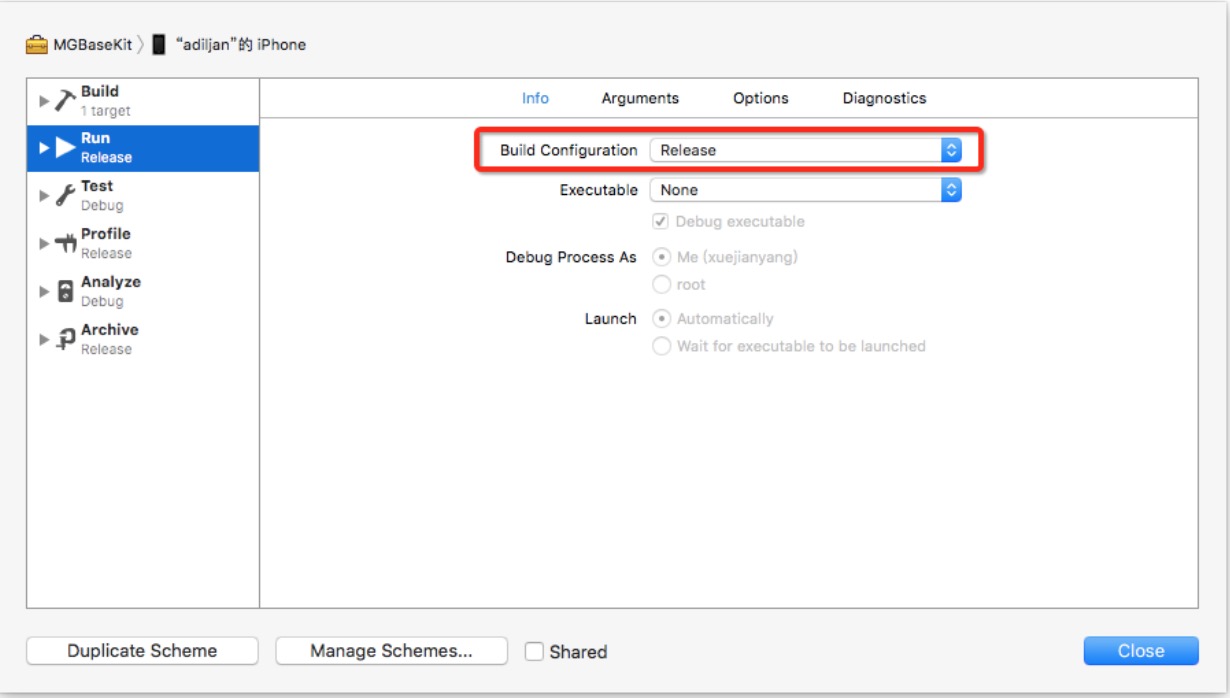 MGBaseKit 〉 “adiljan”的 iPhone
Build
1 target
Run
Release
Test
Debug
Profile
Release
Analyze
Debug
Archive
Release
Info Arguments Options Diagnostics
Build Configuration Release
Executable None
Debug executable
Debug Process As Me (xuejianyang)
root
Launch Automatically
Wait for executable to be launched
Duplicate Scheme Manage Schemes... Shared Close